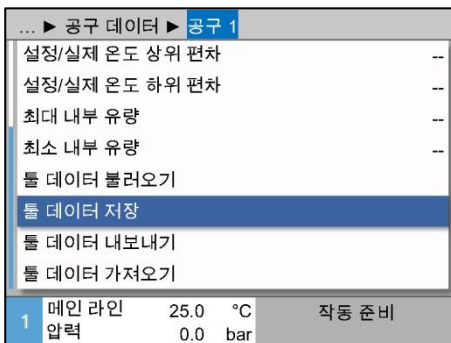 ... ▶ 공구 데이터 ▶ 공구 1
설정/실제 온도 상위 편차 --
설정/실제 온도 하위 편차 --
최대 내부 유량 --
최소 내부 유량 --
툴 데이터 불러오기
툴 데이터 저장
툴 데이터 내보내기
툴 데이터 가져오기
1 메인 라인 25.0 °C 작동 준비
압력 0.0 bar